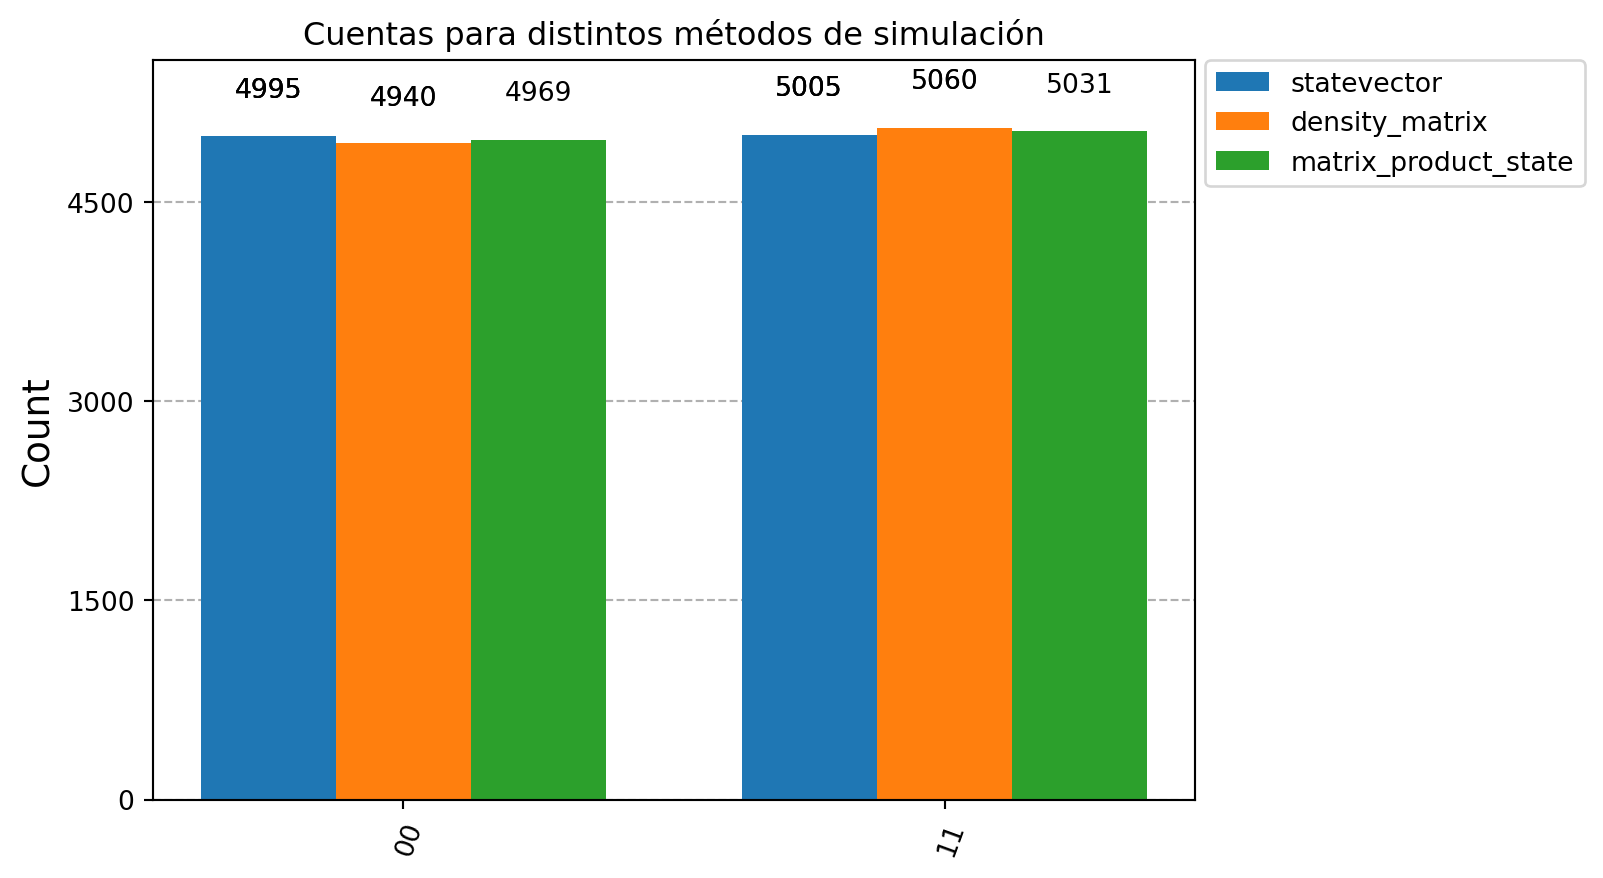 Cuentas para distintos métodos de simulación
4995
4940
4969
5005
5060
5031
statevector
density_matrix
matrix_product_state
Count
4500
3000
1500
0
00
11